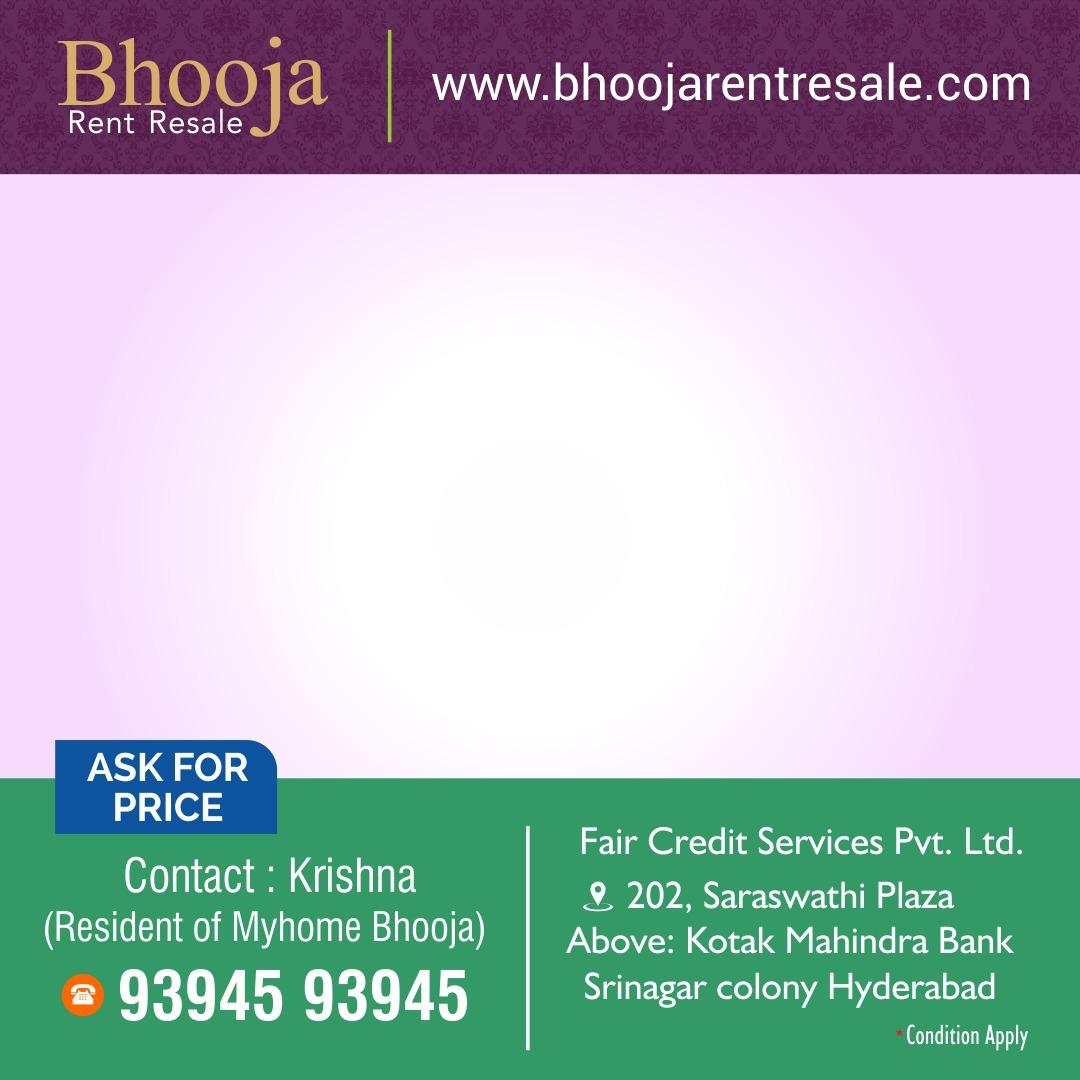 Bhooja
Rent Resale
www.bhoojarentresale.com
ASK FOR
PRICE
Contact : Krishna
(Resident of Myhome Bhooja)
93945 93945
Fair Credit Services Pvt. Ltd.
202, Saraswathi Plaza
Above: Kotak Mahindra Bank
Srinagar colony Hyderabad
*Condition Apply